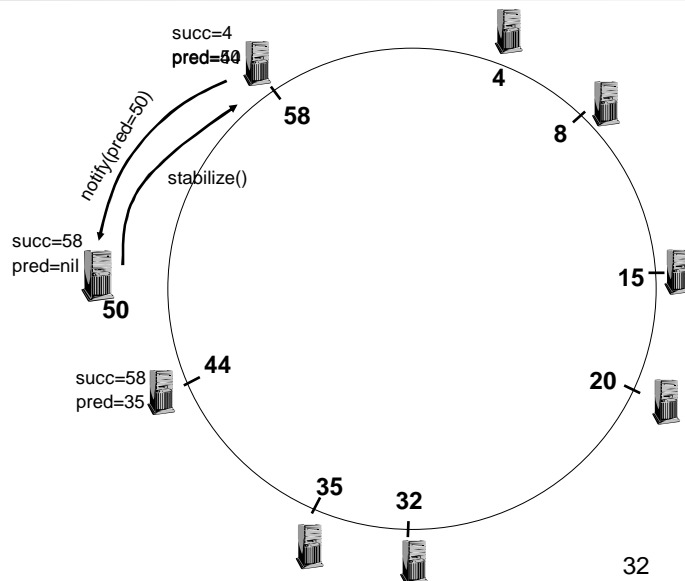 succ=4
pred=
58
4
8
notify(pred=50)
stabilize()
succ=58
pred=nil
50
15
44
succ=58
pred=35
20
35
32
32